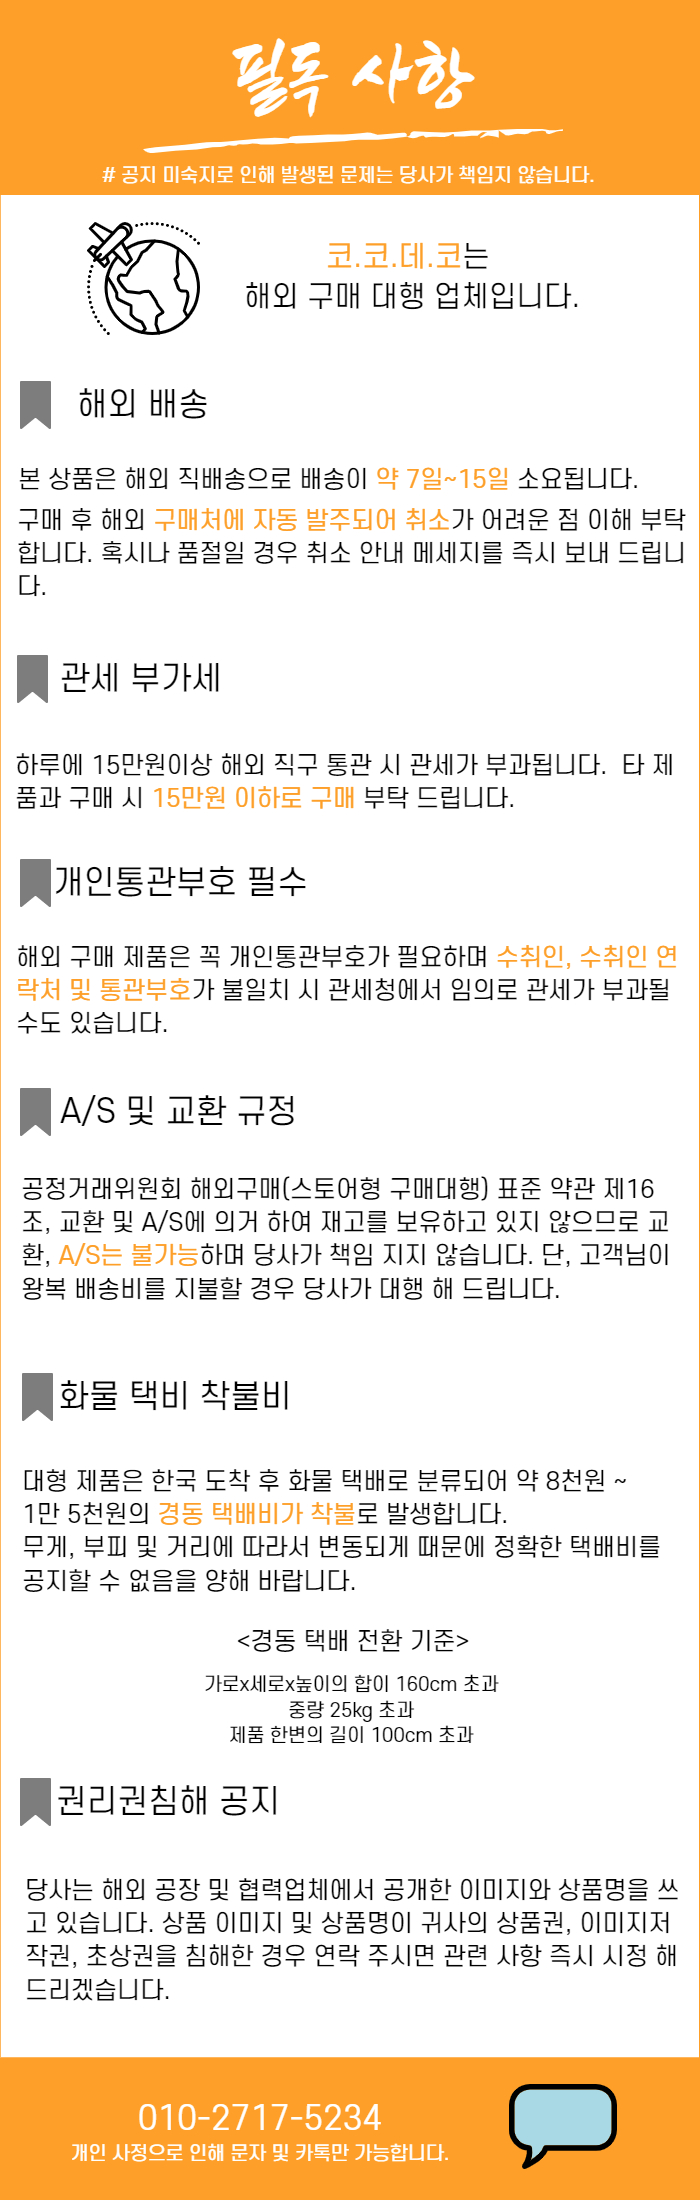 필독 사항
# 공지 미숙지로 인해 발생된 문제는 당사가 책임지 않습니다.
코.코.데.코는
해외 구매 대행 업체입니다.
해외 배송
본 상품은 해외 직배송으로 배송이 약 7일~15일 소요됩니다.
구매 후 해외 구매처에 자동 발주되어 취소가 어려운 점 이해 부탁
합니다. 혹시나 품절일 경우 취소 안내 메세지를 즉시 보내 드립니
다.
관세 부가세
하루에 15만원이상 해외 직구 통관 시 관세가 부과됩니다. 타 제
품과 구매 시 15만원 이하로 구매 부탁 드립니다.
개인통관부호 필수
해외 구매 제품은 꼭 개인통관부호가 필요하며 수취인, 수취인 연
락처 및 통관부호가 불일치 시 관세청에서 임의로 관세가 부과될
수도 있습니다.
A/S 및 교환 규정
공정거래위원회 해외구매(스토어형 구매대행) 표준 약관 제16
조, 교환 및 A/S에 의거 하여 재고를 보유하고 있지 않으므로 교
환, A/S는 불가능하며 당사가 책임 지지 않습니다. 단, 고객님이
왕복 배송비를 지불할 경우 당사가 대행 해 드립니다.
화물 택비 착불비
대형 제품은 한국 도착 후 화물 택배로 분류되어 약 8천원 ~
1만 5천원의 경동 택배비가 착불로 발생합니다.
무게, 부피 및 거리에 따라서 변동되게 때문에 정확한 택배비를
공지할 수 없음을 양해 바랍니다.
<경동 택배 전환 기준>
가로x세로x높이의 합이 160cm 초과
중량 25kg 초과
제품 한변의 길이 100cm 초과
권리권침해 공지
당사는 해외 공장 및 협력업체에서 공개한 이미지와 상품명을 쓰
고 있습니다. 상품 이미지 및 상품명이 귀사의 상품권, 이미지저
작권, 초상권을 침해한 경우 연락 주시면 관련 사항 즉시 시정 해
드리겠습니다.
010-2717-5234
개인 사정으로 인해 문자 및 카톡만 가능합니다.